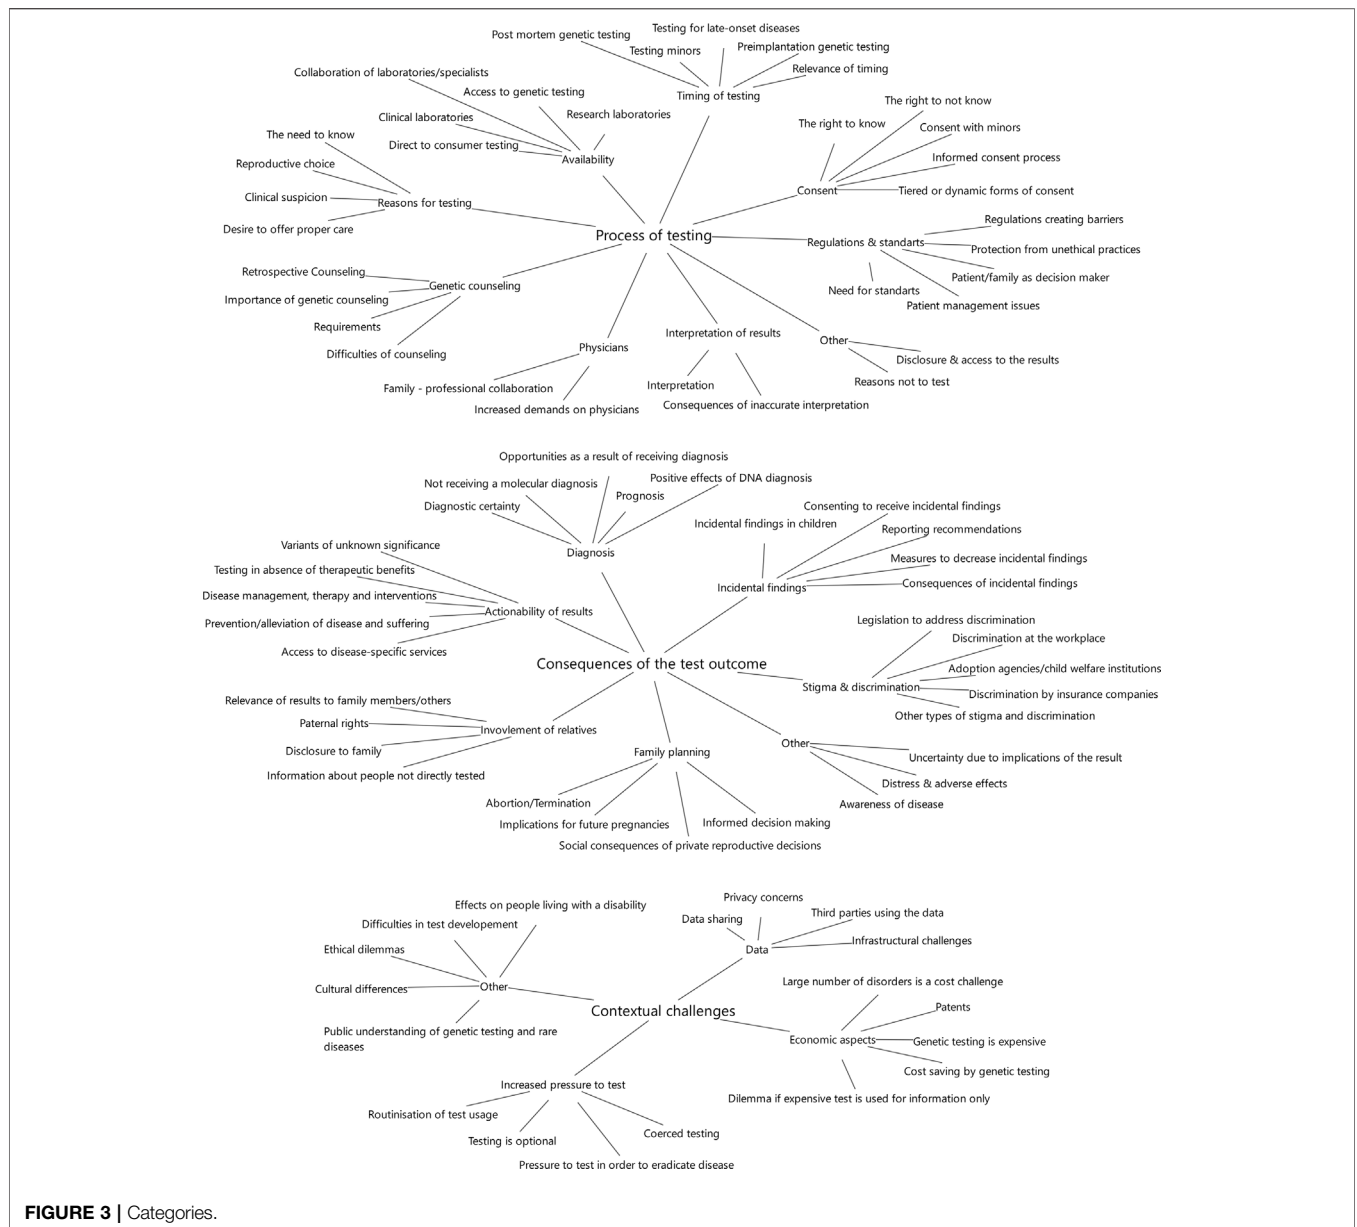 Testing for late-onset diseases
Post mortem genetic testing
Testing minors
Preimplantation genetic testing
Relevance of timing
Timing of testing
Collaboration of laboratories/specialists
Access to genetic testing
Research laboratories
Clinical laboratories
Direct to consumer testing
Availability
The right to not know
The right to know
Consent with minors
Informed consent process
Tiered or dynamic forms of consent
Consent
The need to know
Reproductive choice
Clinical suspicion
Desire to offer proper care
Reasons for testing
Process of testing
Regulations creating barriers
Regulations & standarts
Protection from unethical practices
Patient/family as decision maker
Need for standarts
Patient management issues
Retrospective Counseling
Genetic counseling
Importance of genetic counseling
Requirements
Difficulties of counseling
Physicians
Family - professional collaboration
Increased demands on physicians
Interpretation of results
Interpretation
Consequences of inaccurate interpretation
Other
Disclosure & access to the results
Reasons not to test
Opportunities as a result of receiving diagnosis
Not receiving a molecular diagnosis
Positive effects of DNA diagnosis
Prognosis
Diagnostic certainty
Diagnosis
Consenting to receive incidental findings
Incidental findings in children
Reporting recommendations
Measures to decrease incidental findings
Consequences of incidental findings
Incidental findings
Variants of unknown significance
Testing in absence of therapeutic benefits
Disease management, therapy and interventions
Actionability of results
Prevention/alleviation of disease and suffering
Access to disease-specific services
Consequences of the test outcome
Legislation to address discrimination
Discrimination at the workplace
Adoption agencies/child welfare institutions
Stigma & discrimination
Discrimination by insurance companies
Other types of stigma and discrimination
Relevance of results to family members/others
Paternal rights
Invovlement of relatives
Disclosure to family
Information about people not directly tested
Family planning
Abortion/Termination
Implications for future pregnancies
Informed decision making
Social consequences of private reproductive decisions
Other
Uncertainty due to implications of the result
Distress & adverse effects
Awareness of disease
Effects on people living with a disability
Difficulties in test developement
Ethical dilemmas
Cultural differences
Other
Public understanding of genetic testing and rare
diseases
Privacy concerns
Data sharing
Third parties using the data
Data
Infrastructural challenges
Contextual challenges
Large number of disorders is a cost challenge
Patents
Economic aspects
Genetic testing is expensive
Cost saving by genetic testing
Dilemma if expensive test is used for information only
Increased pressure to test
Routinisation of test usage
Testing is optional
Coerced testing
Pressure to test in order to eradicate disease
FIGURE 3 | Categories.